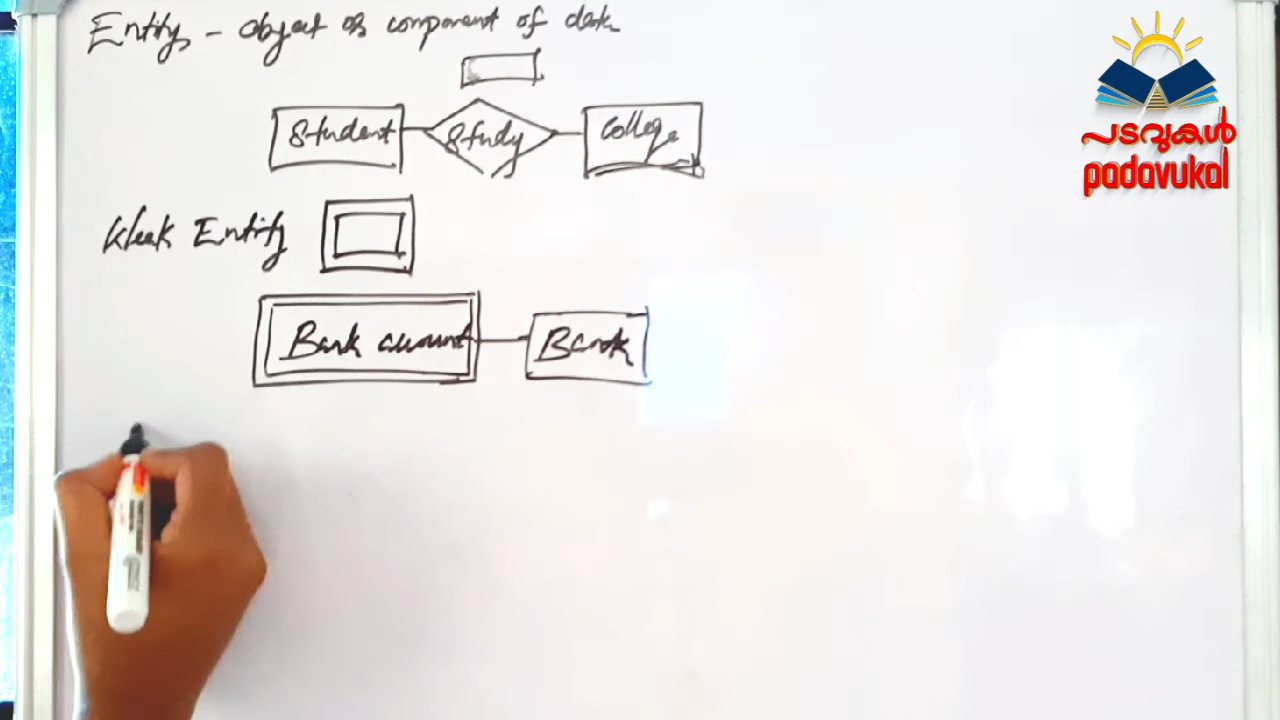 Entity - object or component of data
Student
Study
College
Weak Entity
Bank account
Bank
പടവുകൾ
padavukal